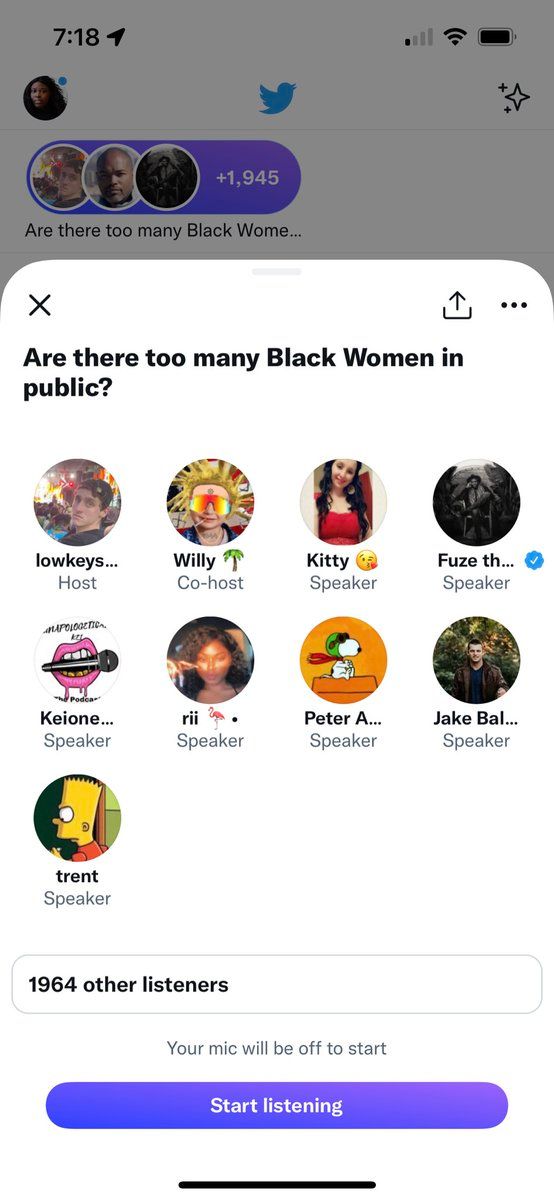 7:18
+1,945
Are there too many Black Wome...
Are there too many Black Women in
public?
lowkeys...
Host
Willy 🌴
Co-host
Kitty 😘
Speaker
Fuze th...
Speaker
UNAPOLOGETICA..
KEI
The Podcas
Keione...
Speaker
rii 🦩 •
Speaker
Peter A...
Speaker
Jake Bal...
Speaker
trent
Speaker
1964 other listeners
Your mic will be off to start
Start listening